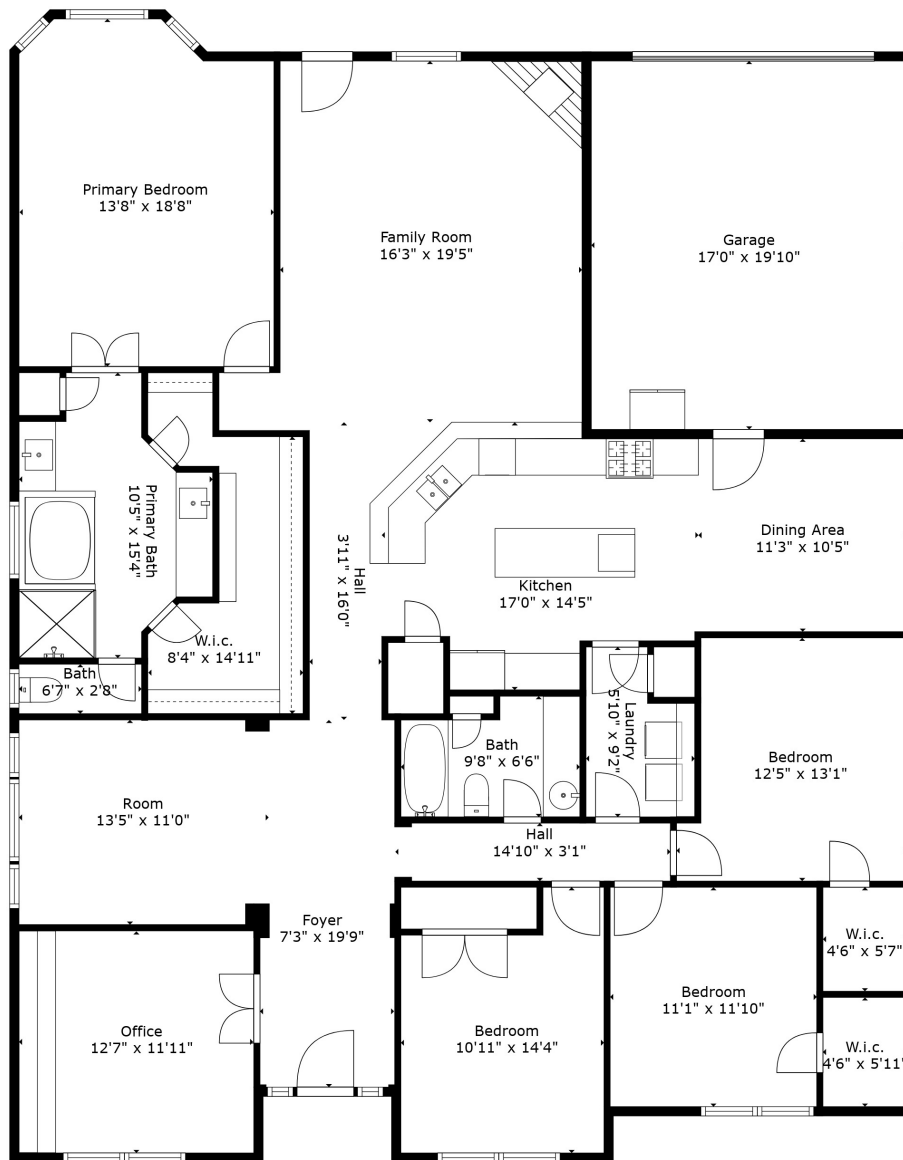 Primary Bedroom
13'8" x 18'8"
Family Room
16'3" x 19'5"
Garage
17'0" x 19'10"
Primary Bath
10'5" x 15'4"
Hall
3'11" x 16'0"
Dining Area
11'3" x 10'5"
Kitchen
17'0" x 14'5"
W.i.c.
8'4" x 14'11"
Bath
6'7" x 2'8"
Bath
9'8" x 6'6"
Laundry
5'10" x 9'2"
Bedroom
12'5" x 13'1"
Room
13'5" x 11'0"
Hall
14'10" x 3'1"
Foyer
7'3" x 19'9"
W.i.c.
4'6" x 5'7"
Bedroom
11'1" x 11'10"
Office
12'7" x 11'11"
Bedroom
10'11" x 14'4"
W.i.c.
4'6" x 5'11"